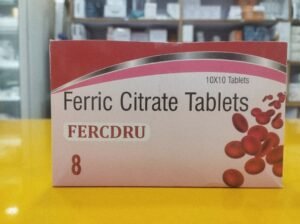 10X10 Tablets
Ferric Citrate Tablets
FERCDRU
8